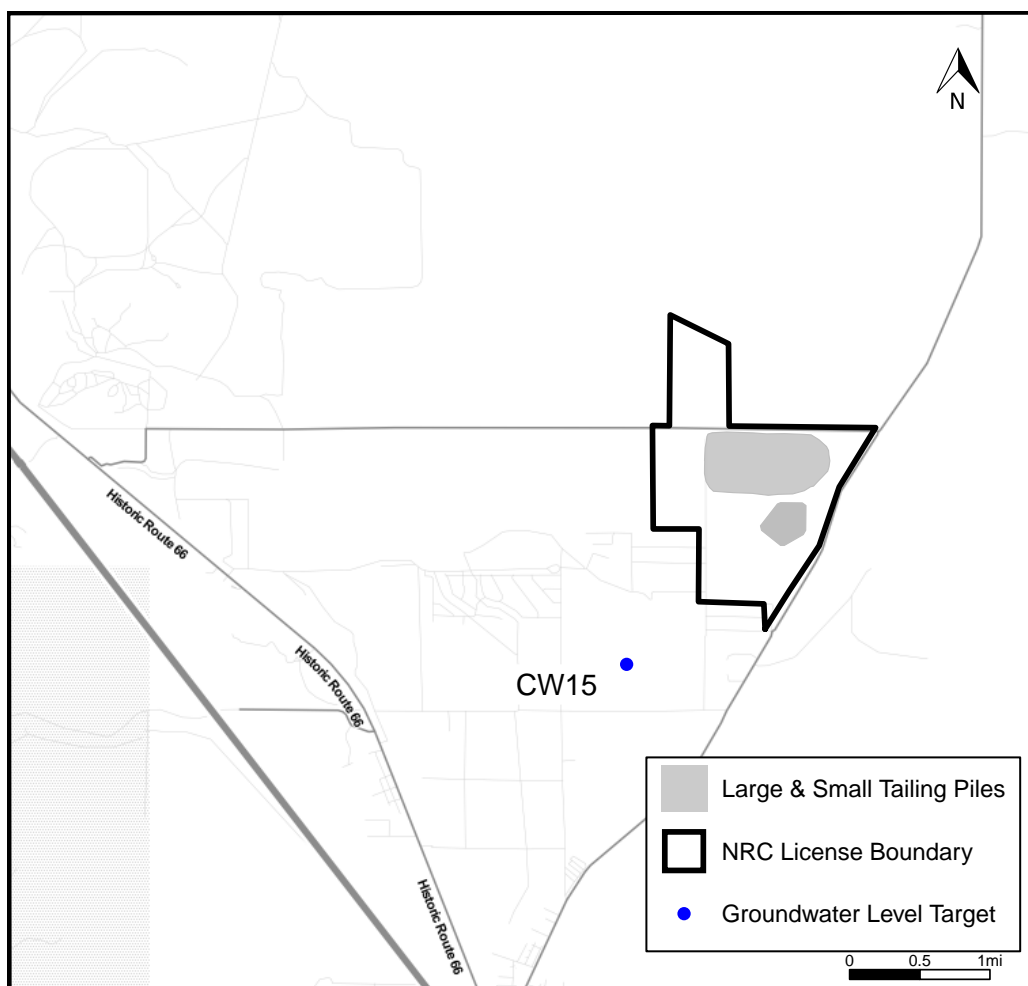 N
Historic Route 66
Historic Route 66
CW15
Historic Route 66
Large & Small Tailing Piles
NRC License Boundary
Groundwater Level Target
0 0.5 1mi